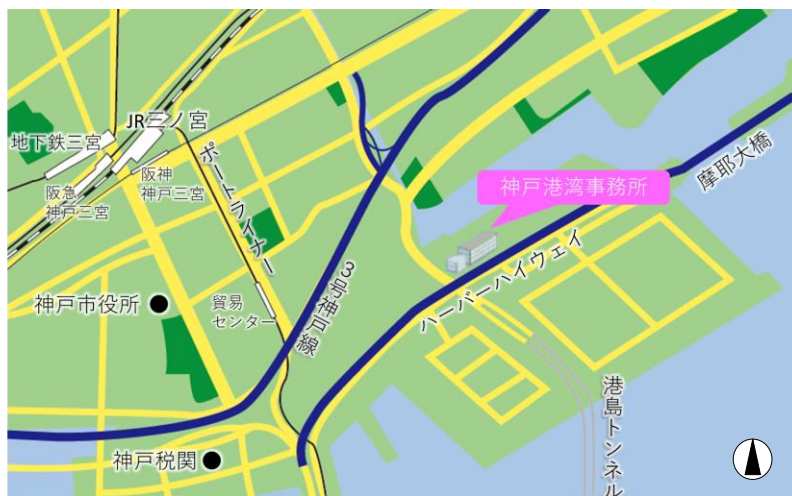 JR三ノ宮
地下鉄三宮
阪急
神戸三宮
阪神
神戸三宮
ポートライナー
神戸港湾事務所
摩耶大橋
ハーバーハイウェイ
3号神戸線
貿易
センター
神戸市役所
神戸税関
港島トンネル